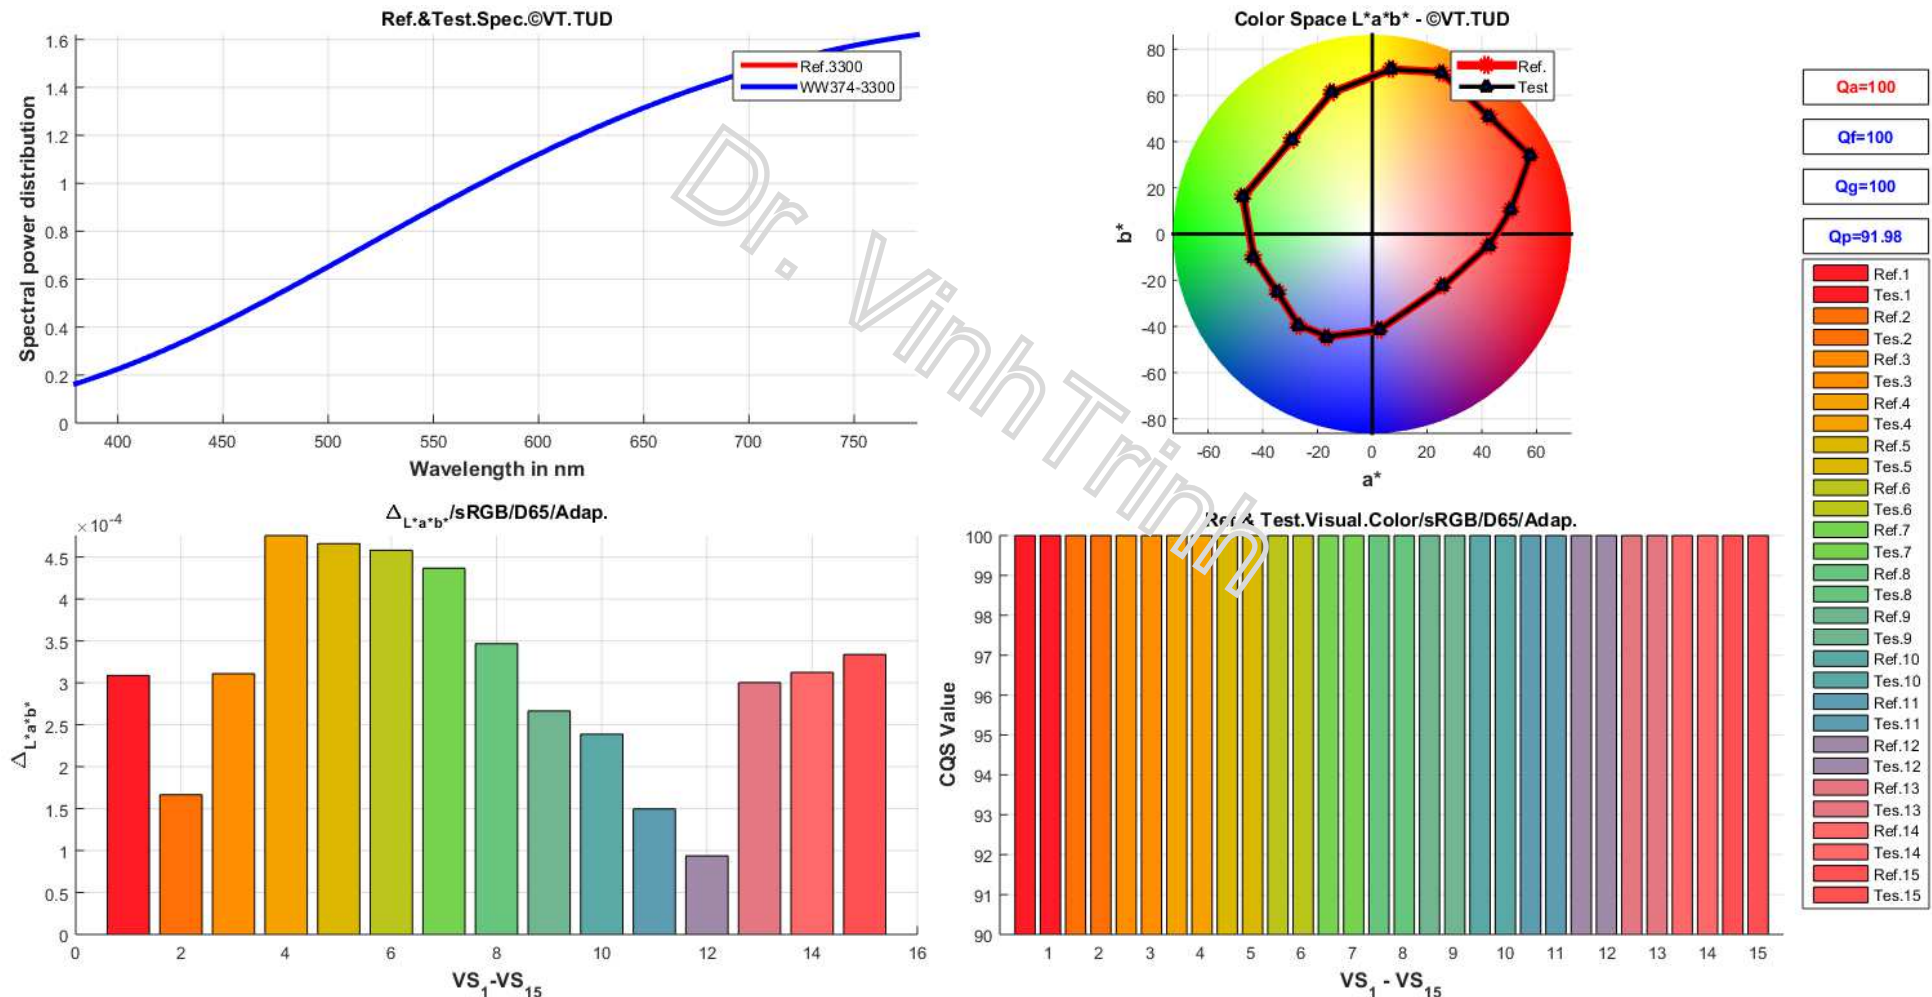 Ref.&Test.Spec.©VT.TUD
Spectral power distribution
1.6
1.4
1.2
1
0.8
0.6
0.4
0.2
0
400 450 500 550 600 650 700 750
Wavelength in nm
Ref.3300
WW374-3300
Color Space L*a*b* - ©VT.TUD
b*
80
60
40
20
0
-20
-40
-60
-80
-60 -40 -20 0 20 40 60
a*
Ref.
Test
Qa=100
Qf=100
Qg=100
Qp=91.98
Ref.1
Tes.1
Ref.2
Tes.2
Ref.3
Tes.3
Ref.4
Tes.4
Ref.5
Tes.5
Ref.6
Tes.6
Ref.7
Tes.7
Ref.8
Tes.8
Ref.9
Tes.9
Ref.10
Tes.10
Ref.11
Tes.11
Ref.12
Tes.12
Ref.13
Tes.13
Ref.14
Tes.14
Ref.15
Tes.15
Dr. VinhTrinh
Δ_L*a*b*/sRGB/D65/Adap.
×10^-4
Δ_L*a*b*
4.5
4
3.5
3
2.5
2
1.5
1
0.5
0
0 2 4 6 8 10 12 14 16
VS_1-VS_15
Ref.& Test.Visual.Color/sRGB/D65/Adap.
CQS Value
100
99
98
97
96
95
94
93
92
91
90
1 2 3 4 5 6 7 8 9 10 11 12 13 14 15
VS_1 - VS_15